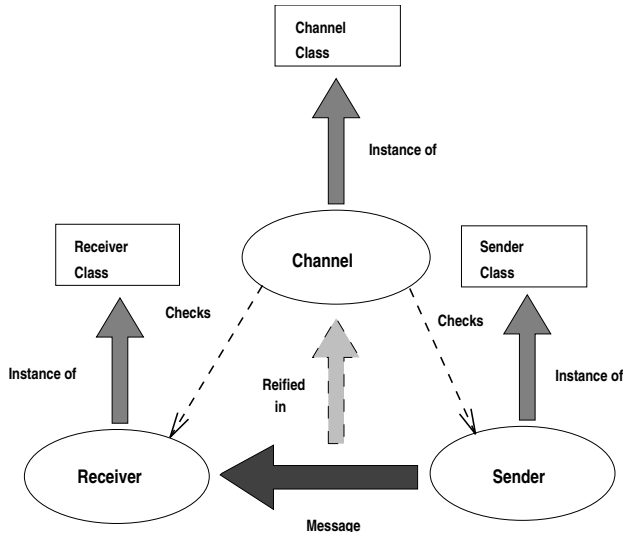 Channel
Class
Instance of
Receiver
Class
Sender
Class
Channel
Checks
Checks
Instance of
Reified
in
Instance of
Receiver
Sender
Message